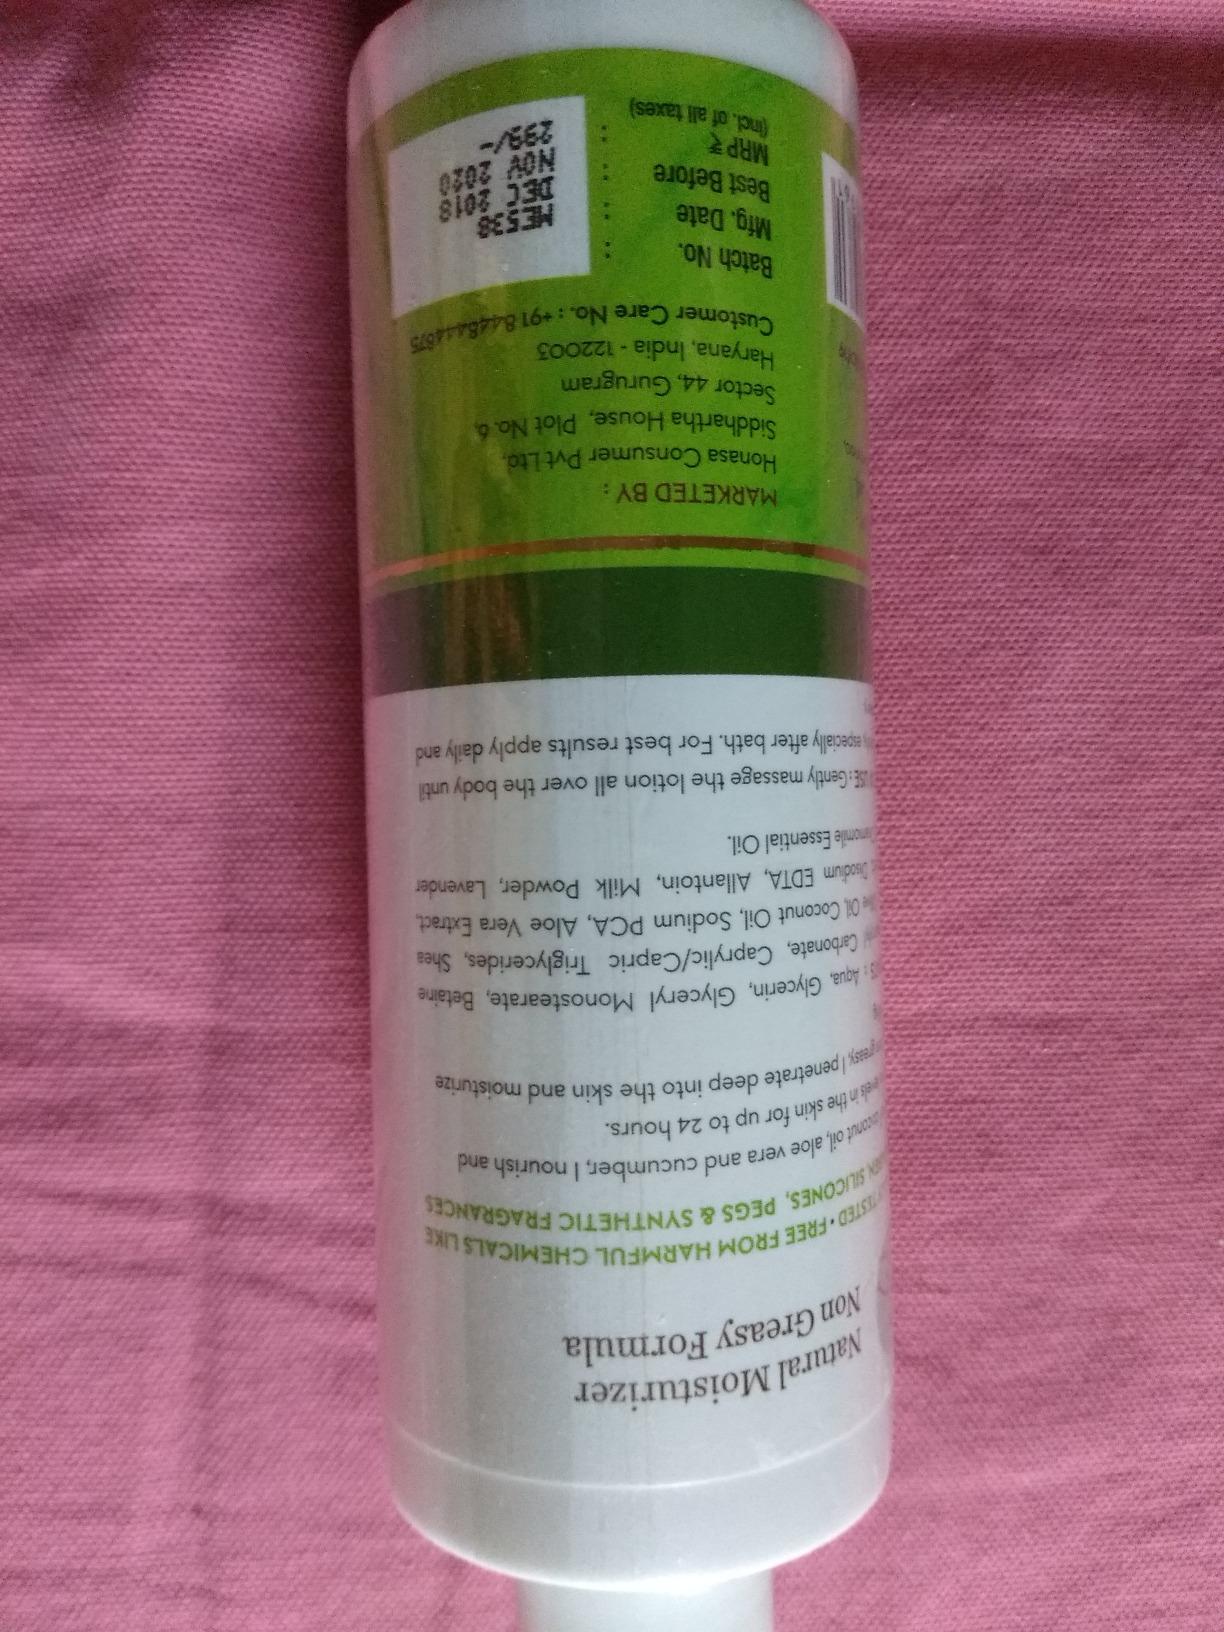 Natural Moisturizer
Non Greasy Formula
TESTED • FREE FROM HARMFUL CHEMICALS LIKE
SILICONES, PEGS & SYNTHETIC FRAGRANCES
coconut oil, aloe vera and cucumber, I nourish and
in the skin for up to 24 hours.
greasy, I penetrate deep into the skin and moisturize
: Aqua, Glycerin, Glyceryl Monostearate, Betaine
Carbonate, Caprylic/Capric Triglycerides, Shea
Oil, Coconut Oil, Sodium PCA, Aloe Vera Extract,
Disodium EDTA, Allantoin, Milk Powder, Lavender
Essential Oil.
USE : Gently massage the lotion all over the body until
especially after bath. For best results apply daily and
MARKETED BY :
Honasa Consumer Pvt Ltd,
Siddhartha House, Plot No. 6,
Sector 44, Gurugram
Haryana, India - 122003
Customer Care No. : +91 8448444875
Batch No. : ME538
Mfg. Date : DEC 2018
Best Before : NOV 2020
MRP ₹ : 299/-
(incl. of all taxes)